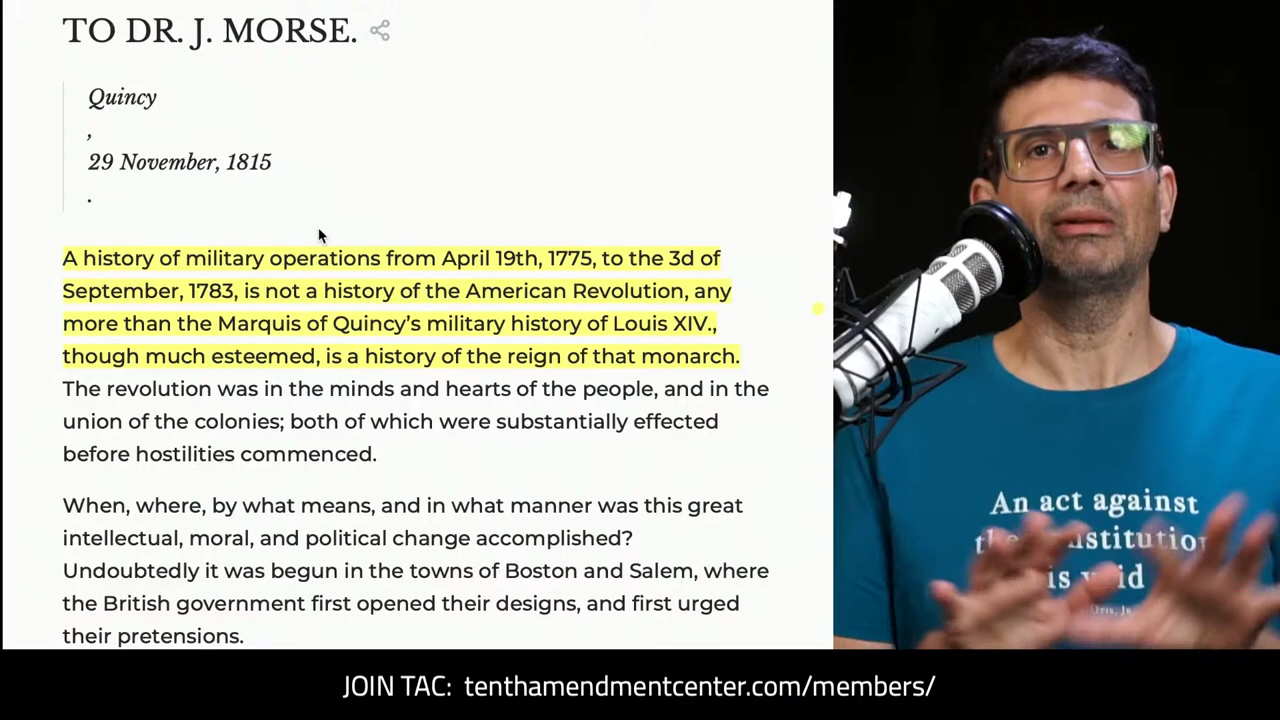 TO DR. J. MORSE.
Quincy
,
29 November, 1815
.
A history of military operations from April 19th, 1775, to the 3d of
September, 1783, is not a history of the American Revolution, any
more than the Marquis of Quincy’s military history of Louis XIV.,
though much esteemed, is a history of the reign of that monarch.
The revolution was in the minds and hearts of the people, and in the
union of the colonies; both of which were substantially effected
before hostilities commenced.
When, where, by what means, and in what manner was this great
intellectual, moral, and political change accomplished?
Undoubtedly it was begun in the towns of Boston and Salem, where
the British government first opened their designs, and first urged
their pretensions.
An act against
is void
JOIN TAC: tenthamendmentcenter.com/members/